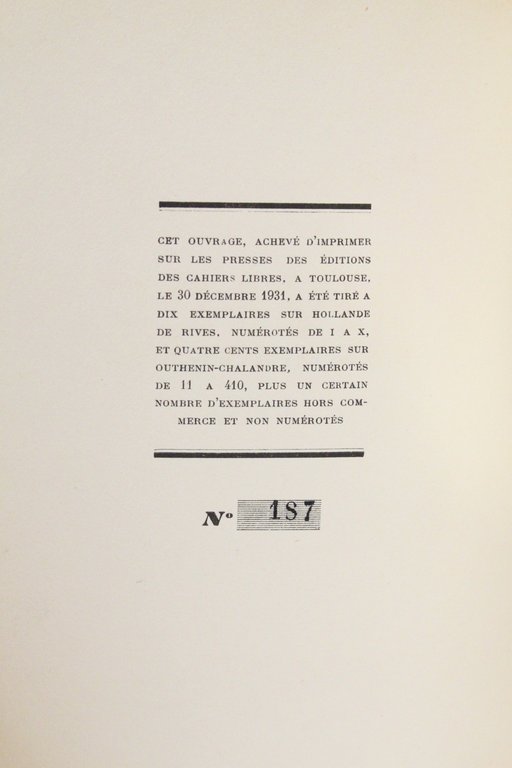 CET OUVRAGE, ACHEVÉ D'IMPRIMER
SUR LES PRESSES DES ÉDITIONS
DES CAHIERS LIBRES, A TOULOUSE,
LE 30 DÉCEMBRE 1931, A ÉTÉ TIRÉ A
DIX EXEMPLAIRES SUR HOLLANDE
DE RIVES, NUMÉROTÉS DE I A X,
ET QUATRE CENTS EXEMPLAIRES SUR
OUTHENIN-CHALANDRE, NUMÉROTÉS
DE 11 A 410, PLUS UN CERTAIN
NOMBRE D'EXEMPLAIRES HORS COM-
MERCE ET NON NUMÉROTÉS
Nº 187